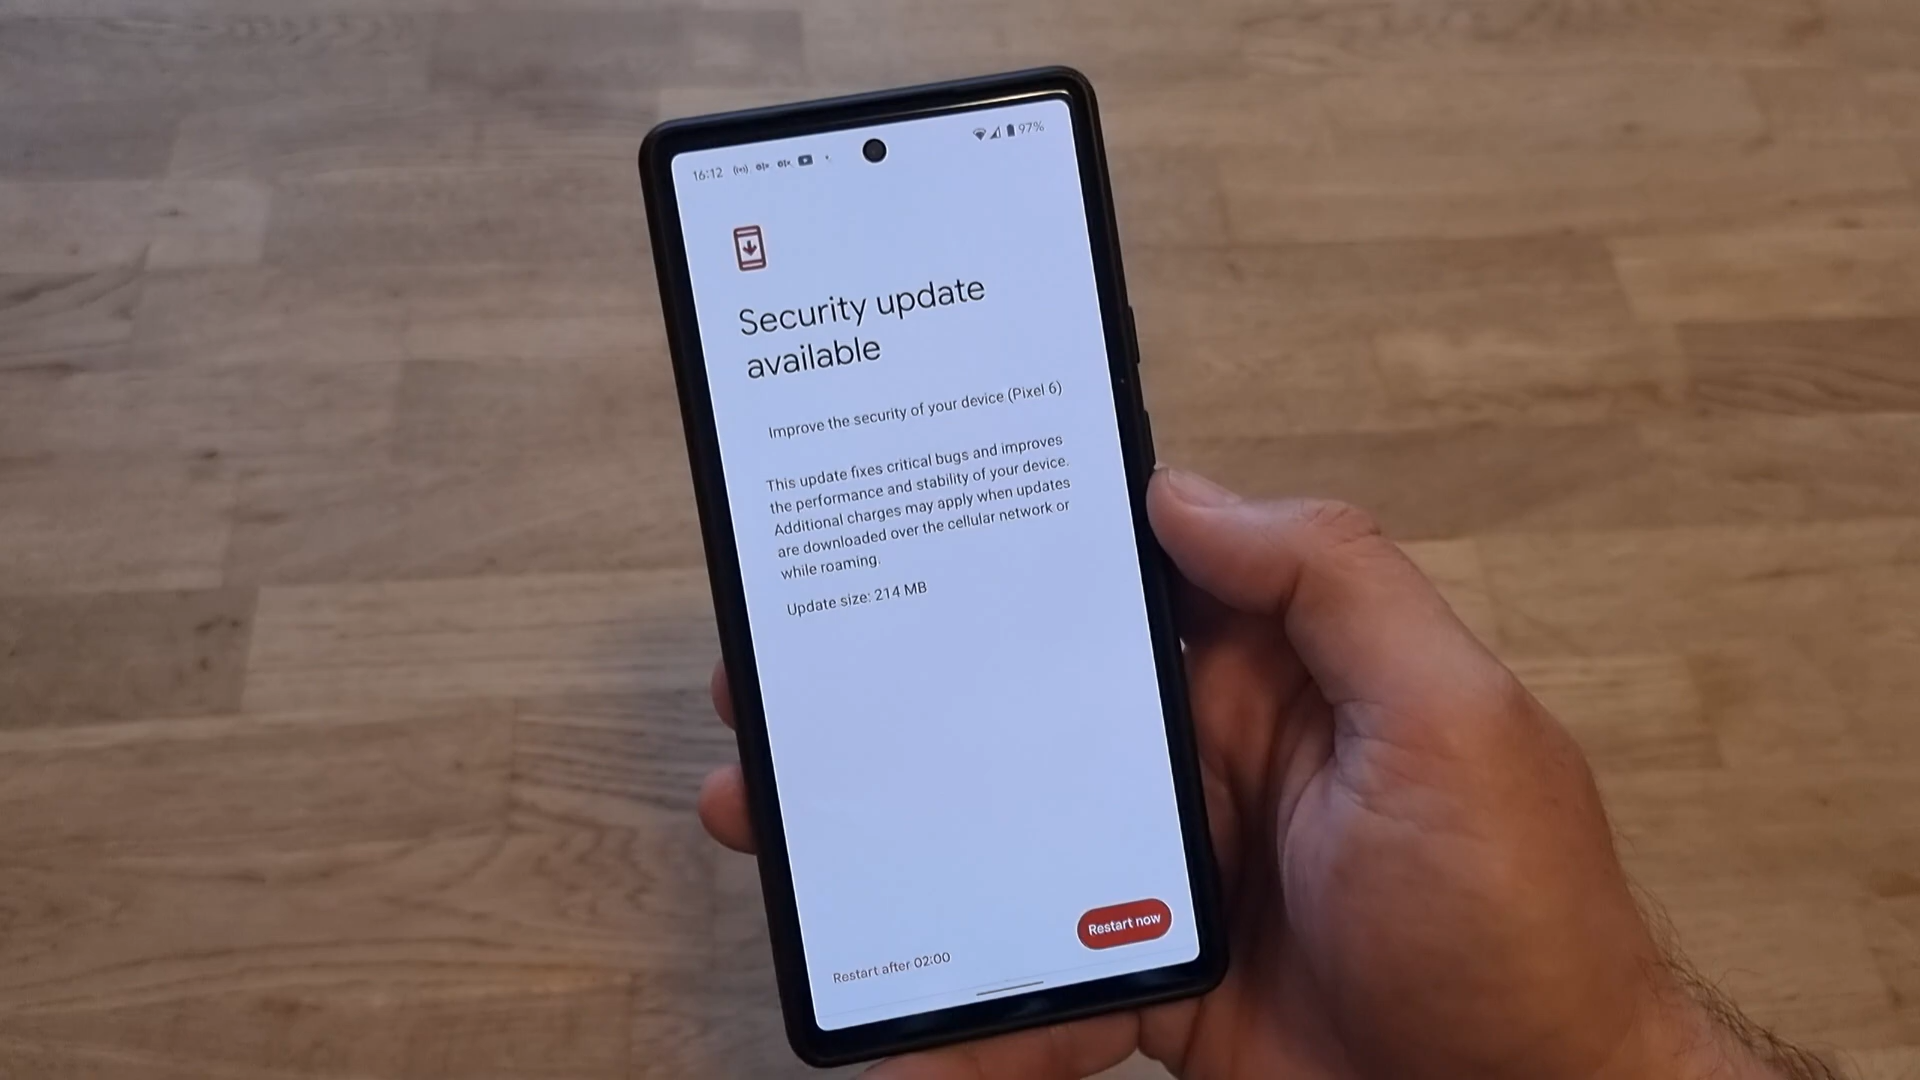 16:12
97%
Security update
available
Improve the security of your device (Pixel 6)
This update fixes critical bugs and improves
the performance and stability of your device.
Additional charges may apply when updates
are downloaded over the cellular network or
while roaming.
Update size: 214 MB
Restart now
Restart after 02:00